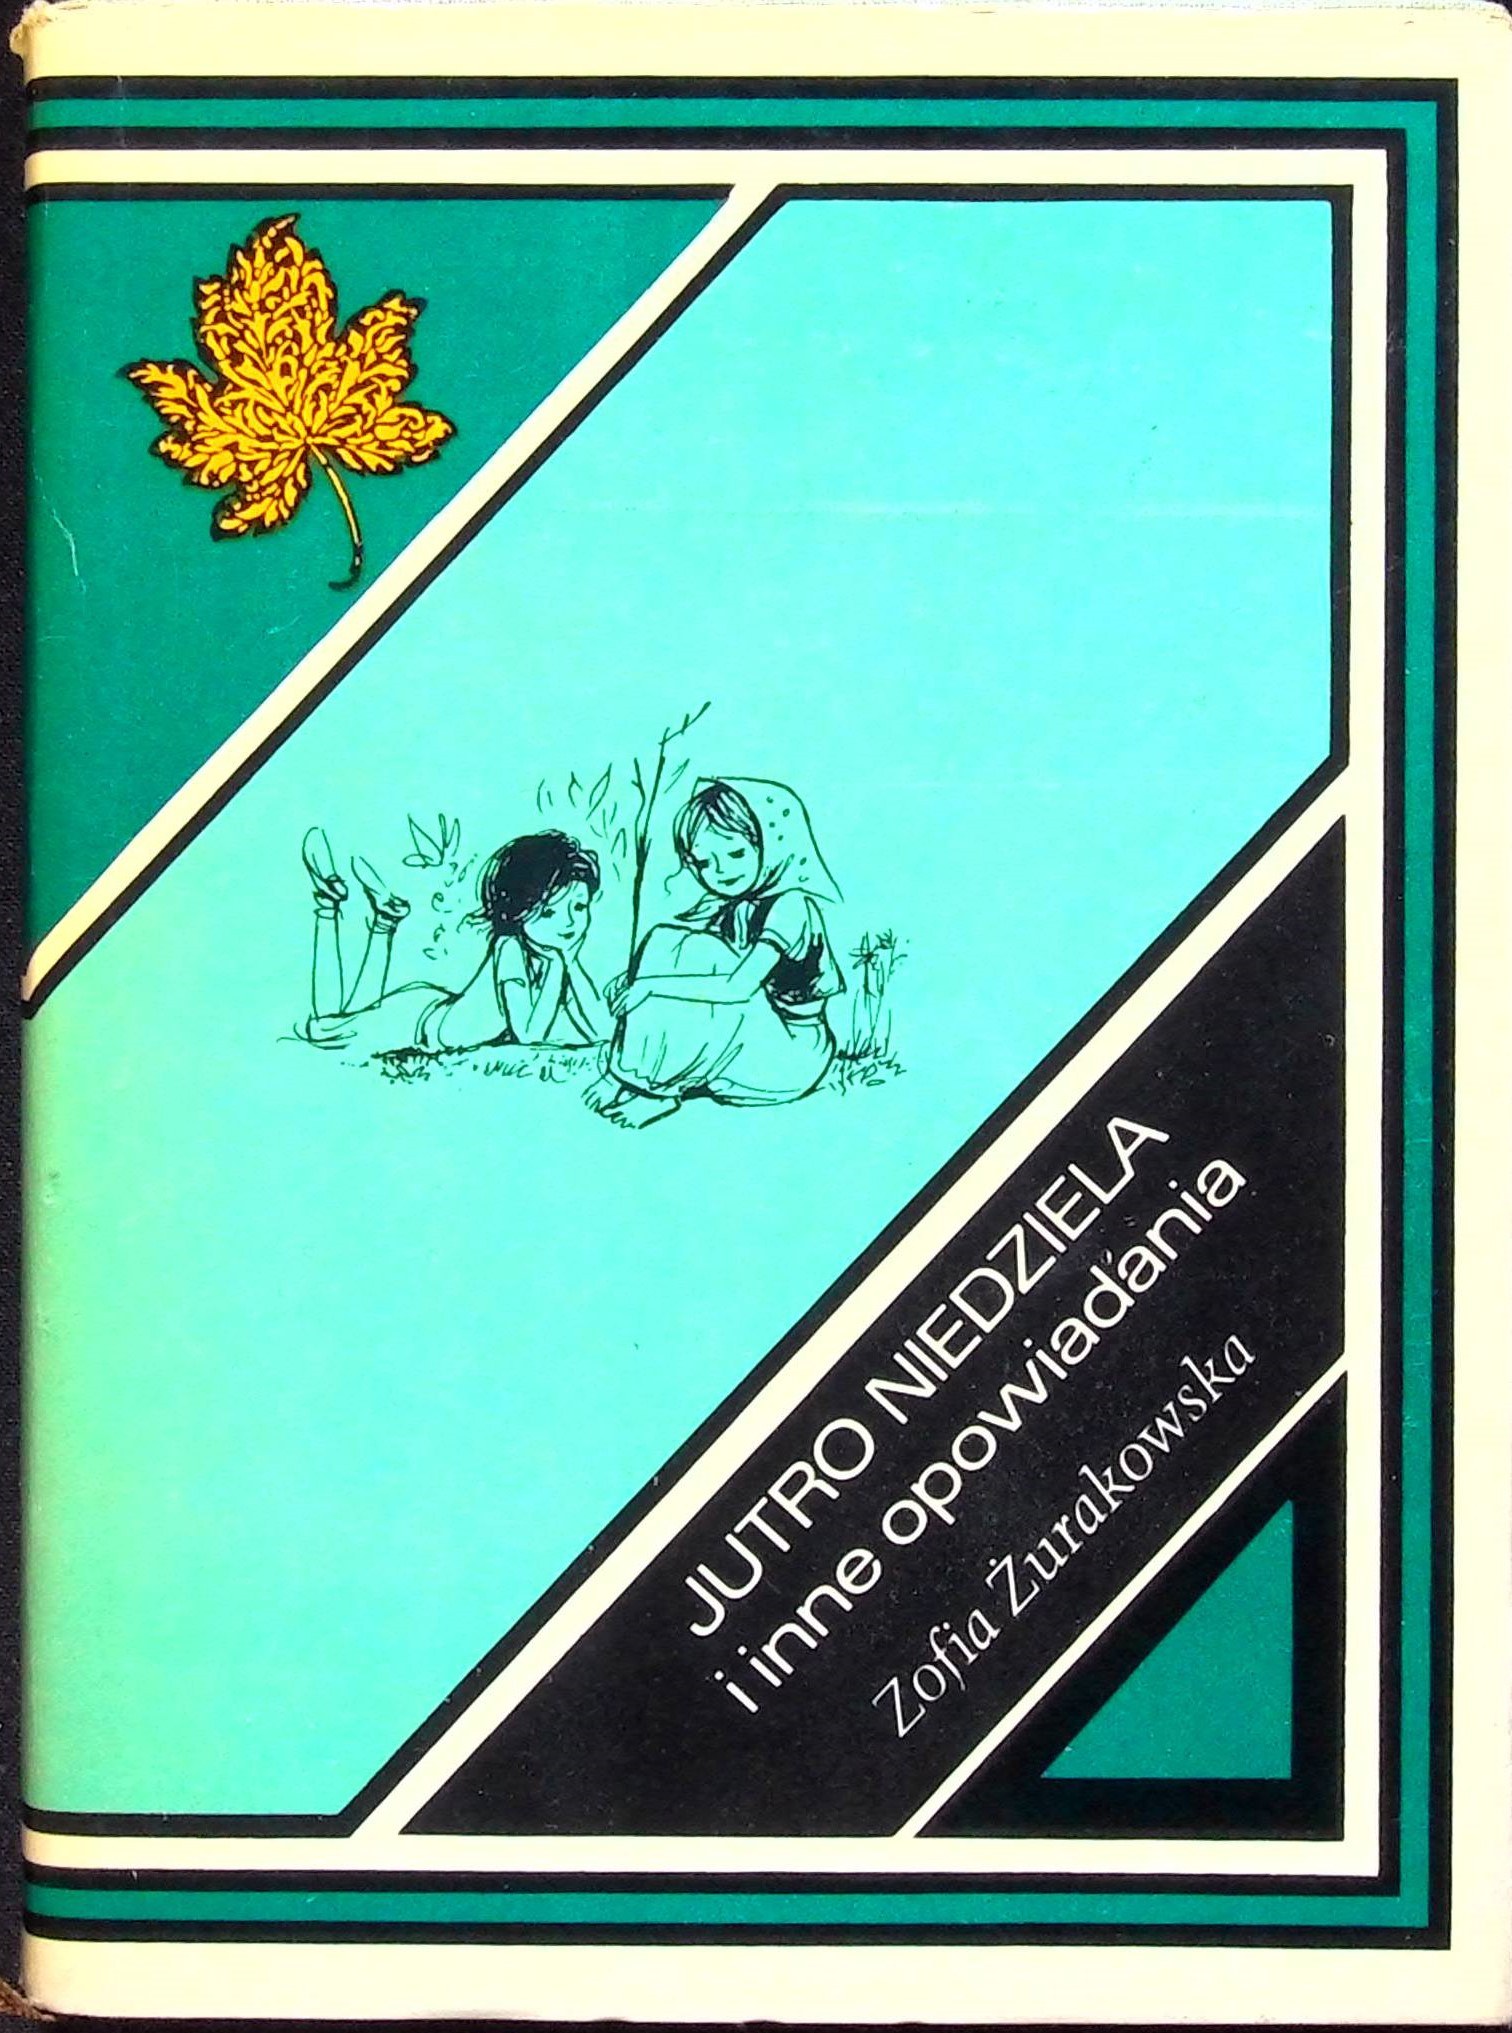 JUTRO NIEDZIELA
i inne opowiadania
Zofia Żurakowska